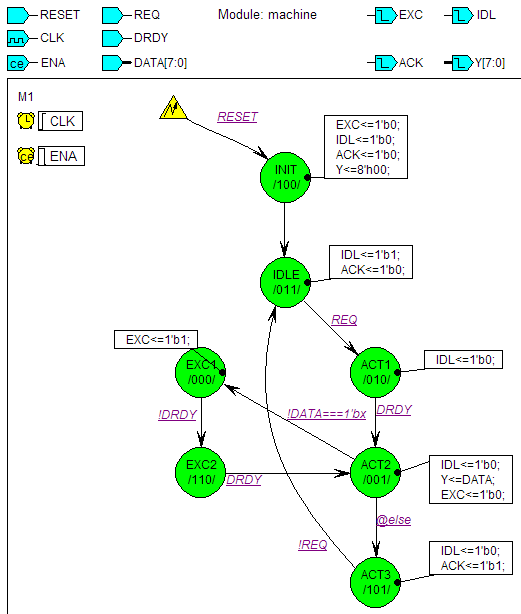 RESET
REQ
Module: machine
EXC
IDL
CLK
DRDY
ce
ENA
DATA[7:0]
ACK
Y[7:0]
M1
CLK
ce
ENA
RESET
EXC<=1'b0;
IDL<=1'b0;
ACK<=1'b0;
Y<=8'h00;
INIT
/100/
IDL<=1'b1;
ACK<=1'b0;
IDLE
/011/
REQ
EXC<=1'b1;
EXC1
/000/
IDL<=1'b0;
ACT1
/010/
!DRDY
!DATA===1'bx
DRDY
EXC2
/110/
DRDY
ACT2
/001/
IDL<=1'b0;
Y<=DATA;
EXC<=1'b0;
@else
!REQ
IDL<=1'b0;
ACK<=1'b1;
ACT3
/101/